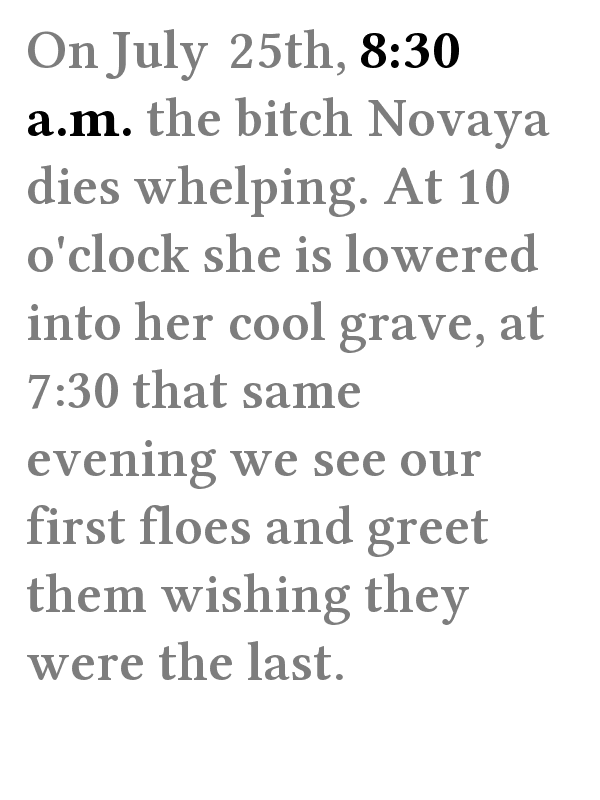 On July 25th, 8:30
a.m. the bitch Novaya
dies whelping. At 10
o'clock she is lowered
into her cool grave, at
7:30 that same
evening we see our
first floes and greet
them wishing they
were the last.